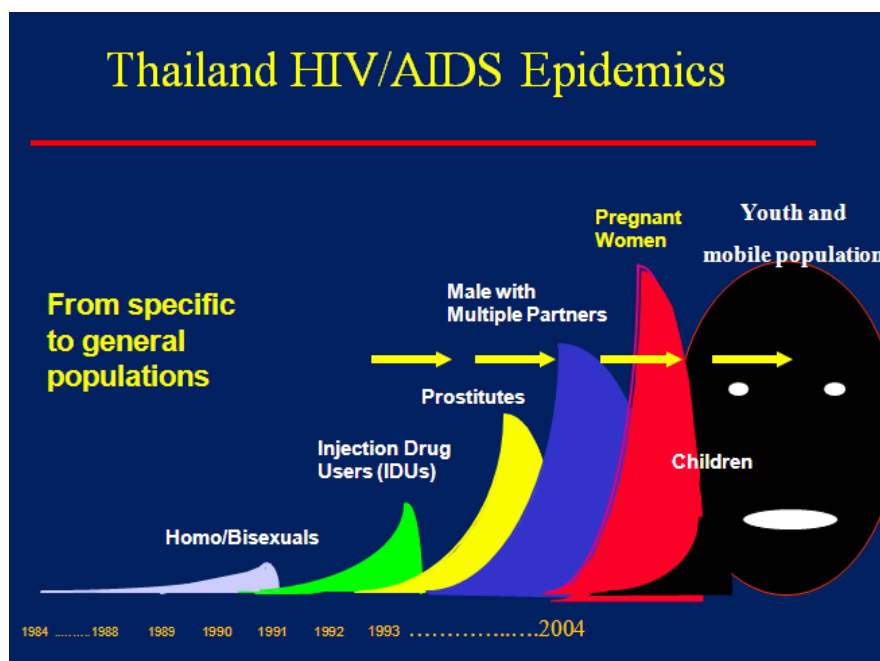 Thailand HIV/AIDS Epidemics
Pregnant
Women
Youth and
mobile population
From specific
to general
populations
Male with
Multiple Partners
Prostitutes
Injection Drug
Users (IDUs)
Children
Homo/Bisexuals
1984 ..........1988 1989 1990 1991 1992 1993 ..................2004